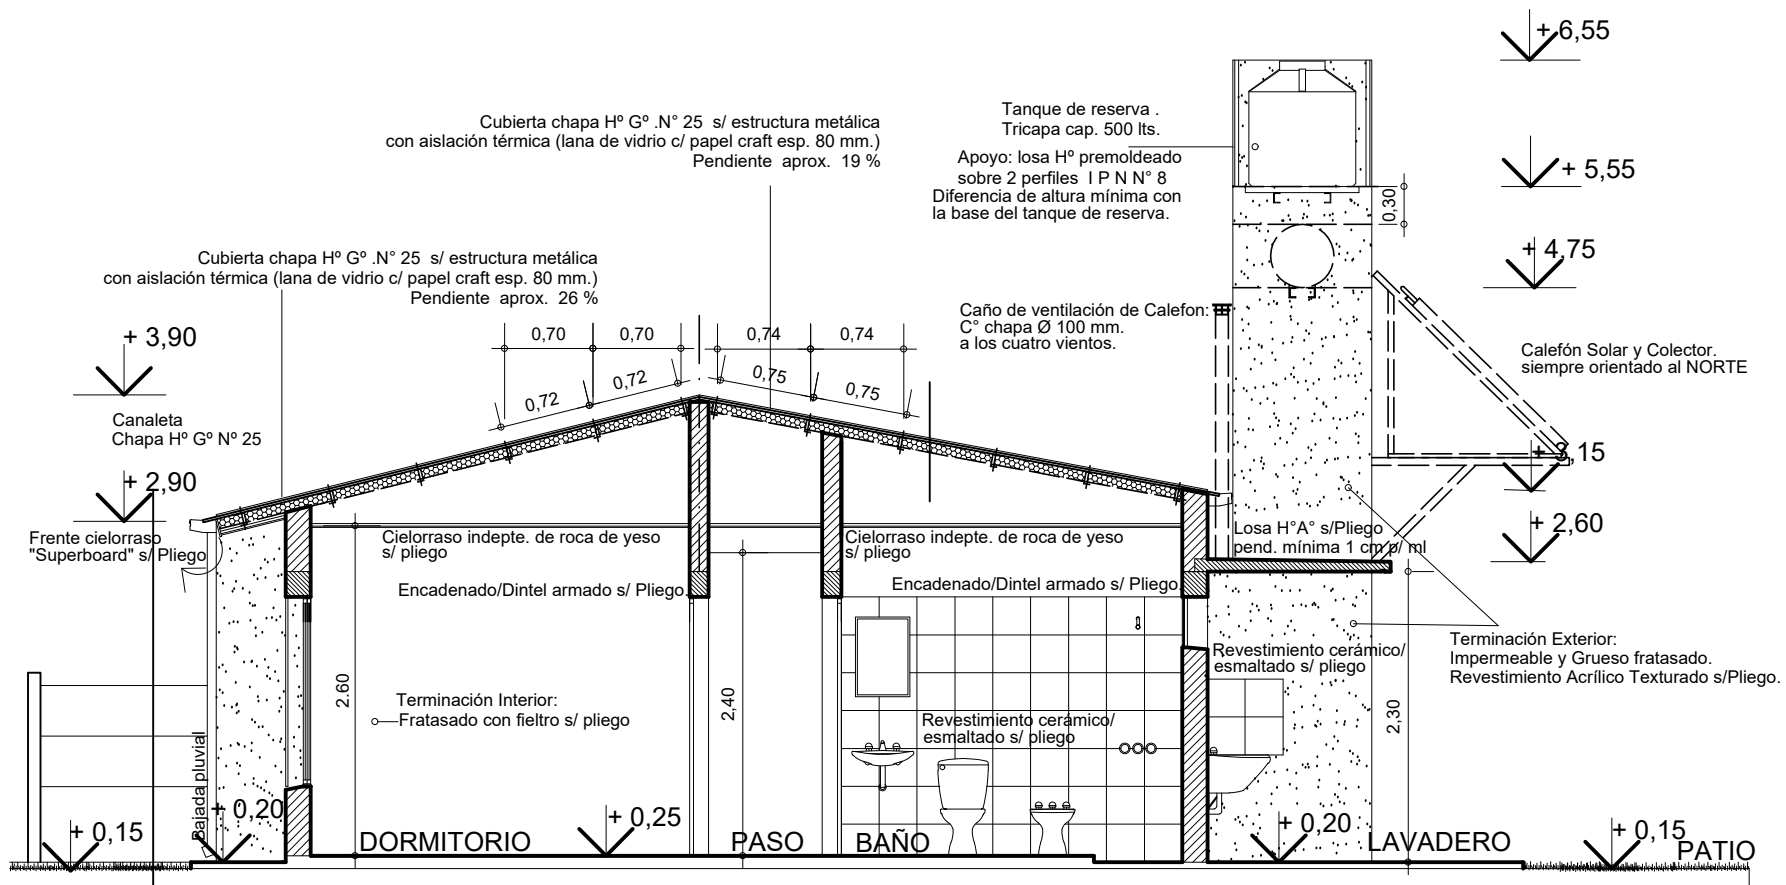 + 6,55
Tanque de reserva .
Tricapa cap. 500 lts.
Cubierta chapa Hº Gº .N° 25 s/ estructura metálica
con aislación térmica (lana de vidrio c/ papel craft esp. 80 mm.)
Pendiente aprox. 19 %
Apoyo: losa Hº premoldeado
sobre 2 perfiles I P N N° 8
Diferencia de altura mínima con
la base del tanque de reserva.
+ 5,55
0,30
+ 4,75
Cubierta chapa Hº Gº .N° 25 s/ estructura metálica
con aislación térmica (lana de vidrio c/ papel craft esp. 80 mm.)
Pendiente aprox. 26 %
Caño de ventilación de Calefon:
C° chapa Ø 100 mm.
a los cuatro vientos.
+ 3,90
0,70
0,70
0,74
0,74
0,72
0,72
0,75
0,75
Calefón Solar y Colector.
siempre orientado al NORTE
Canaleta
Chapa Hº Gº Nº 25
+ 3,15
+ 2,90
+ 2,60
Frente cielorraso
"Superboard" s/ Pliego
Cielorraso indepte. de roca de yeso
s/ pliego
Cielorraso indepte. de roca de yeso
s/ pliego
Losa H°A° s/Pliego
pend. mínima 1 cm p/ ml
Encadenado/Dintel armado s/ Pliego.
Encadenado/Dintel armado s/ Pliego.
Terminación Exterior:
Impermeable y Grueso fratasado.
Revestimiento Acrílico Texturado s/Pliego.
Revestimiento cerámico/
esmaltado s/ pliego
2.60
Terminación Interior:
Fratasado con fieltro s/ pliego
2,40
Revestimiento cerámico/
esmaltado s/ pliego
2,30
Bajada pluvial
+ 0,15
+ 0,20
+ 0,25
+ 0,20
+ 0,15
DORMITORIO
PASO
BAÑO
LAVADERO
PATIO